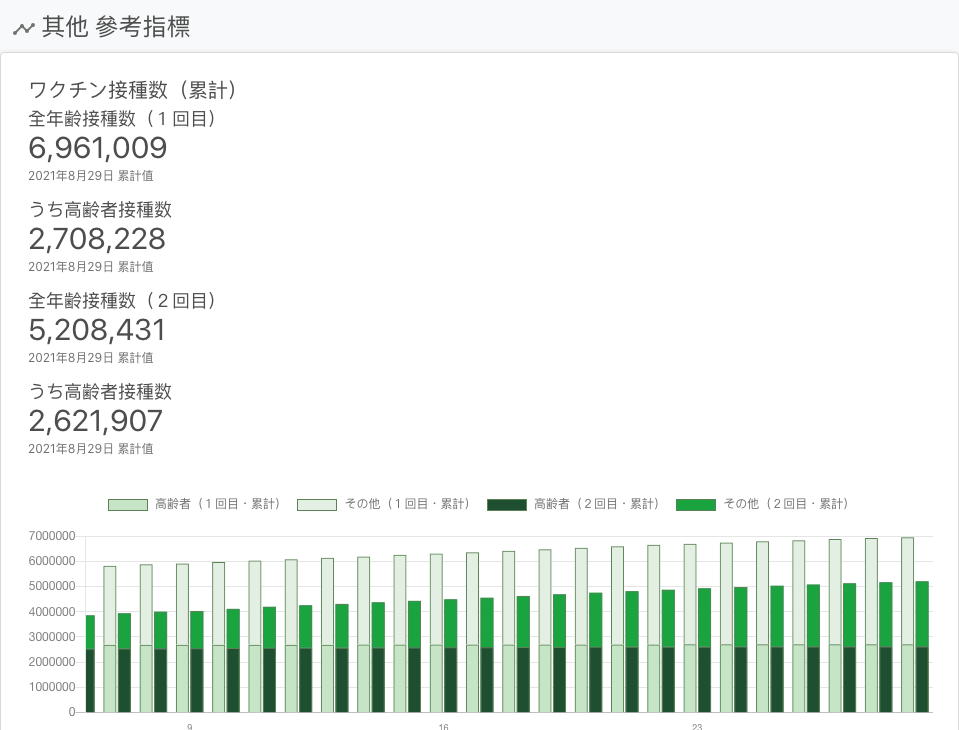 其他 參考指標
ワクチン接種数（累計）
全年齢接種数（１回目）
6,961,009
2021年8月29日 累計値
うち高齢者接種数
2,708,228
2021年8月29日 累計値
全年齢接種数（２回目）
5,208,431
2021年8月29日 累計値
うち高齢者接種数
2,621,907
2021年8月29日 累計値
高齢者（１回目・累計） その他（１回目・累計） 高齢者（２回目・累計） その他（２回目・累計）
7000000
6000000
5000000
4000000
3000000
2000000
1000000
0
9 16 23